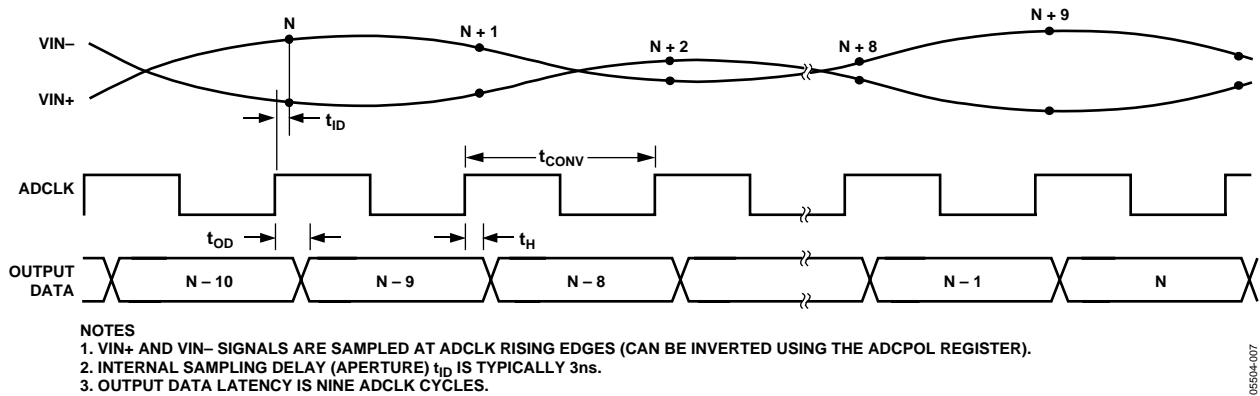 N
N + 1
N + 2
N + 8
N + 9
VIN–
VIN+
tID
tCONV
ADCLK
tOD
tH
OUTPUT
DATA
N – 10
N – 9
N – 8
N – 1
N
NOTES
1. VIN+ AND VIN– SIGNALS ARE SAMPLED AT ADCLK RISING EDGES (CAN BE INVERTED USING THE ADCPOL REGISTER).
2. INTERNAL SAMPLING DELAY (APERTURE) tID IS TYPICALLY 3ns.
3. OUTPUT DATA LATENCY IS NINE ADCLK CYCLES.
05504-007